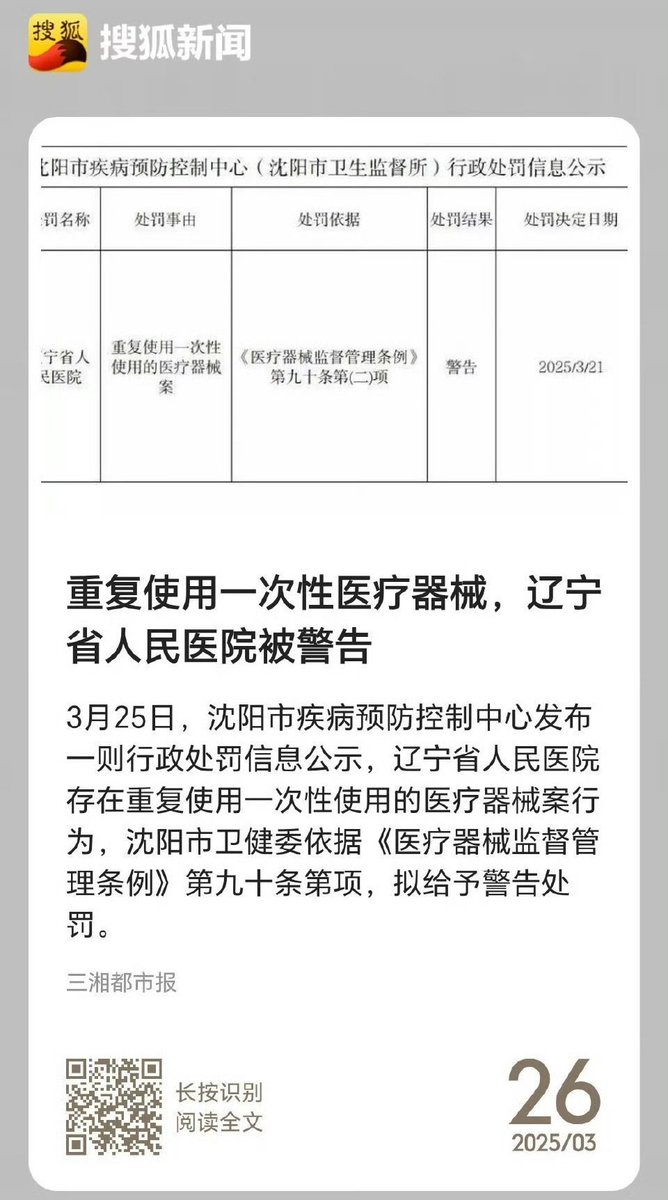 搜狐
搜狐新闻
沈阳市疾病预防控制中心（沈阳市卫生监督所）行政处罚信息公示
罚名称 处罚事由 处罚依据 处罚结果 处罚决定日期
宁省人
民医院
重复使用一次性
使用的医疗器械
案
《医疗器械监督管理条例》
第九十条第(二)项
警告
2025/3/21
重复使用一次性医疗器械，辽宁
省人民医院被警告
3月25日，沈阳市疾病预防控制中心发布
一则行政处罚信息公示，辽宁省人民医院
存在重复使用一次性使用的医疗器械案行
为，沈阳市卫健委依据《医疗器械监督管
理条例》第九十条第项，拟给予警告处
罚。
三湘都市报
长按识别
阅读全文
26
2025/03